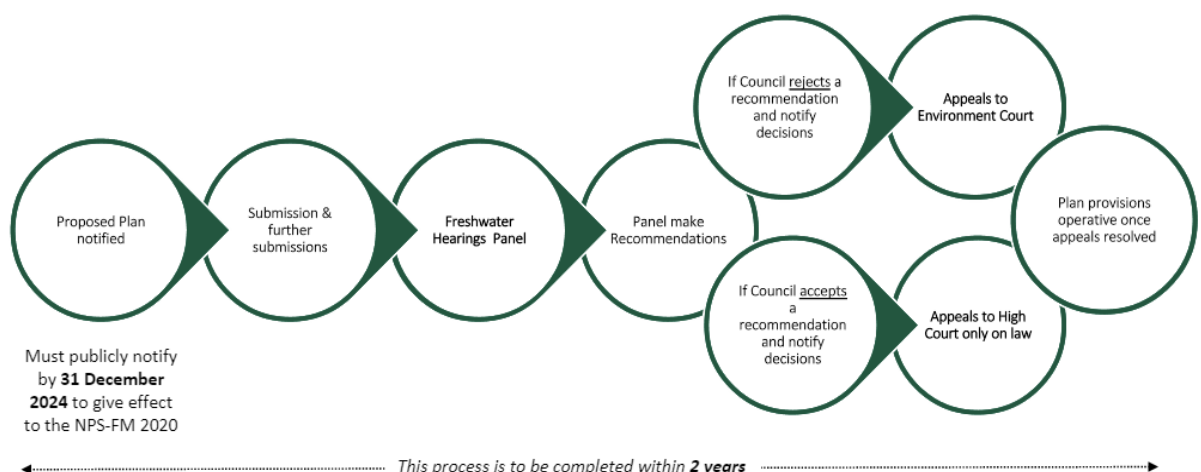 Proposed Plan
notified
Submission &
further
submissions
Freshwater
Hearings Panel
Panel make
Recommendations
If Council rejects a
recommendation
and notify
decisions
Appeals to
Environment Court
If Council accepts
a
recommendation
and notify
decisions
Appeals to High
Court only on law
Plan provisions
operative once
appeals resolved
Must publicly notify
by 31 December
2024 to give effect
to the NPS-FM 2020
This process is to be completed within 2 years